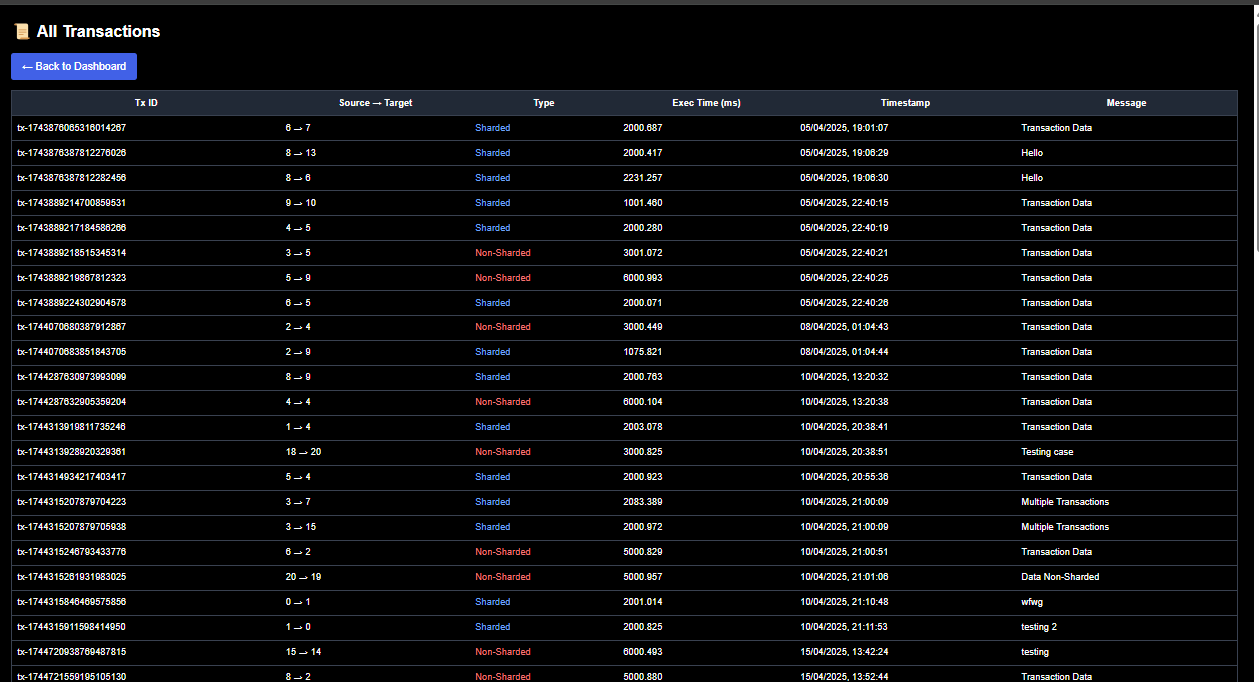 📜 All Transactions
← Back to Dashboard
Tx ID Source → Target Type Exec Time (ms) Timestamp Message
tx-1743876065316014267 6 → 7 Sharded 2000.687 05/04/2025, 19:01:07 Transaction Data
tx-1743876387812276026 8 → 13 Sharded 2000.417 05/04/2025, 19:06:29 Hello
tx-1743876387812282456 8 → 6 Sharded 2231.257 05/04/2025, 19:06:30 Hello
tx-1743889214700859531 9 → 10 Sharded 1001.460 05/04/2025, 22:40:15 Transaction Data
tx-1743889217184586266 4 → 5 Sharded 2000.280 05/04/2025, 22:40:19 Transaction Data
tx-1743889218515345314 3 → 5 Non-Sharded 3001.072 05/04/2025, 22:40:21 Transaction Data
tx-1743889219867812323 5 → 9 Non-Sharded 6000.993 05/04/2025, 22:40:25 Transaction Data
tx-1743889224302904578 6 → 5 Sharded 2000.071 05/04/2025, 22:40:26 Transaction Data
tx-1744070680387912867 2 → 4 Non-Sharded 3000.449 08/04/2025, 01:04:43 Transaction Data
tx-1744070683851843705 2 → 9 Sharded 1075.821 08/04/2025, 01:04:44 Transaction Data
tx-1744287630973993099 8 → 9 Sharded 2000.763 10/04/2025, 13:20:32 Transaction Data
tx-1744287632905359204 4 → 4 Non-Sharded 6000.104 10/04/2025, 13:20:38 Transaction Data
tx-1744313919811735246 1 → 4 Sharded 2003.078 10/04/2025, 20:38:41 Transaction Data
tx-1744313928920329361 18 → 20 Non-Sharded 3000.825 10/04/2025, 20:38:51 Testing case
tx-1744314934217403417 5 → 4 Sharded 2000.923 10/04/2025, 20:55:36 Transaction Data
tx-1744315207879704223 3 → 7 Sharded 2083.389 10/04/2025, 21:00:09 Multiple Transactions
tx-1744315207879705938 3 → 15 Sharded 2000.972 10/04/2025, 21:00:09 Multiple Transactions
tx-1744315246793433776 6 → 2 Non-Sharded 5000.829 10/04/2025, 21:00:51 Transaction Data
tx-1744315261931983025 20 → 19 Non-Sharded 5000.957 10/04/2025, 21:01:06 Data Non-Sharded
tx-1744315846469575856 0 → 1 Sharded 2001.014 10/04/2025, 21:10:48 wfwg
tx-1744315911598414950 1 → 0 Sharded 2000.825 10/04/2025, 21:11:53 testing 2
tx-1744720938769487815 15 → 14 Non-Sharded 6000.493 15/04/2025, 13:42:24 testing
tx-1744721559195105130 8 → 2 Non-Sharded 5000.880 15/04/2025, 13:52:44 Transaction Data